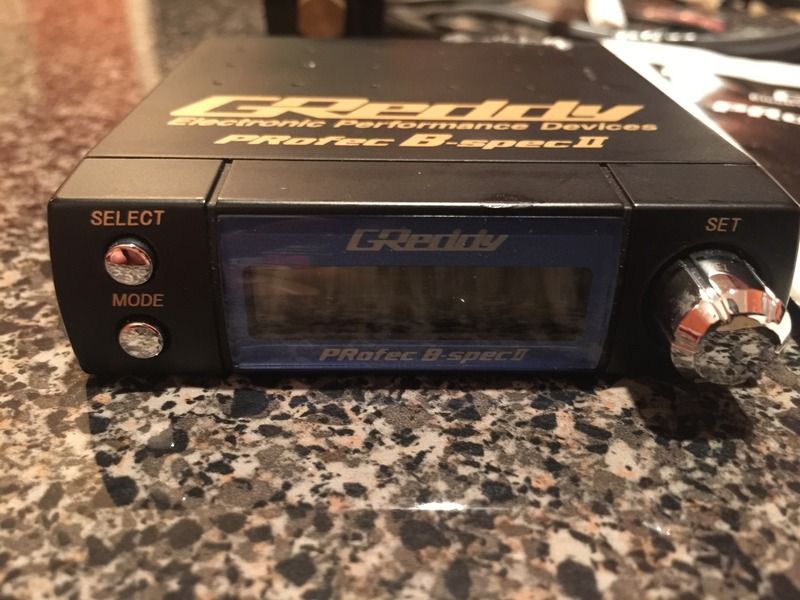 GReddy
Electronic Performance Devices
PRofec B-spec II
SELECT
MODE
GReddy
PRofec B-spec II
SET